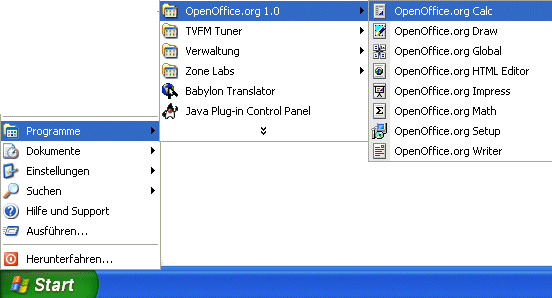 OpenOffice.org 1.0
TVFM Tuner
Verwaltung
Zone Labs
Babylon Translator
Java Plug-in Control Panel
OpenOffice.org Calc
OpenOffice.org Draw
OpenOffice.org Global
OpenOffice.org HTML Editor
OpenOffice.org Impress
OpenOffice.org Math
OpenOffice.org Setup
OpenOffice.org Writer
Programme
Dokumente
Einstellungen
Suchen
Hilfe und Support
Ausführen...
Herunterfahren...
Start